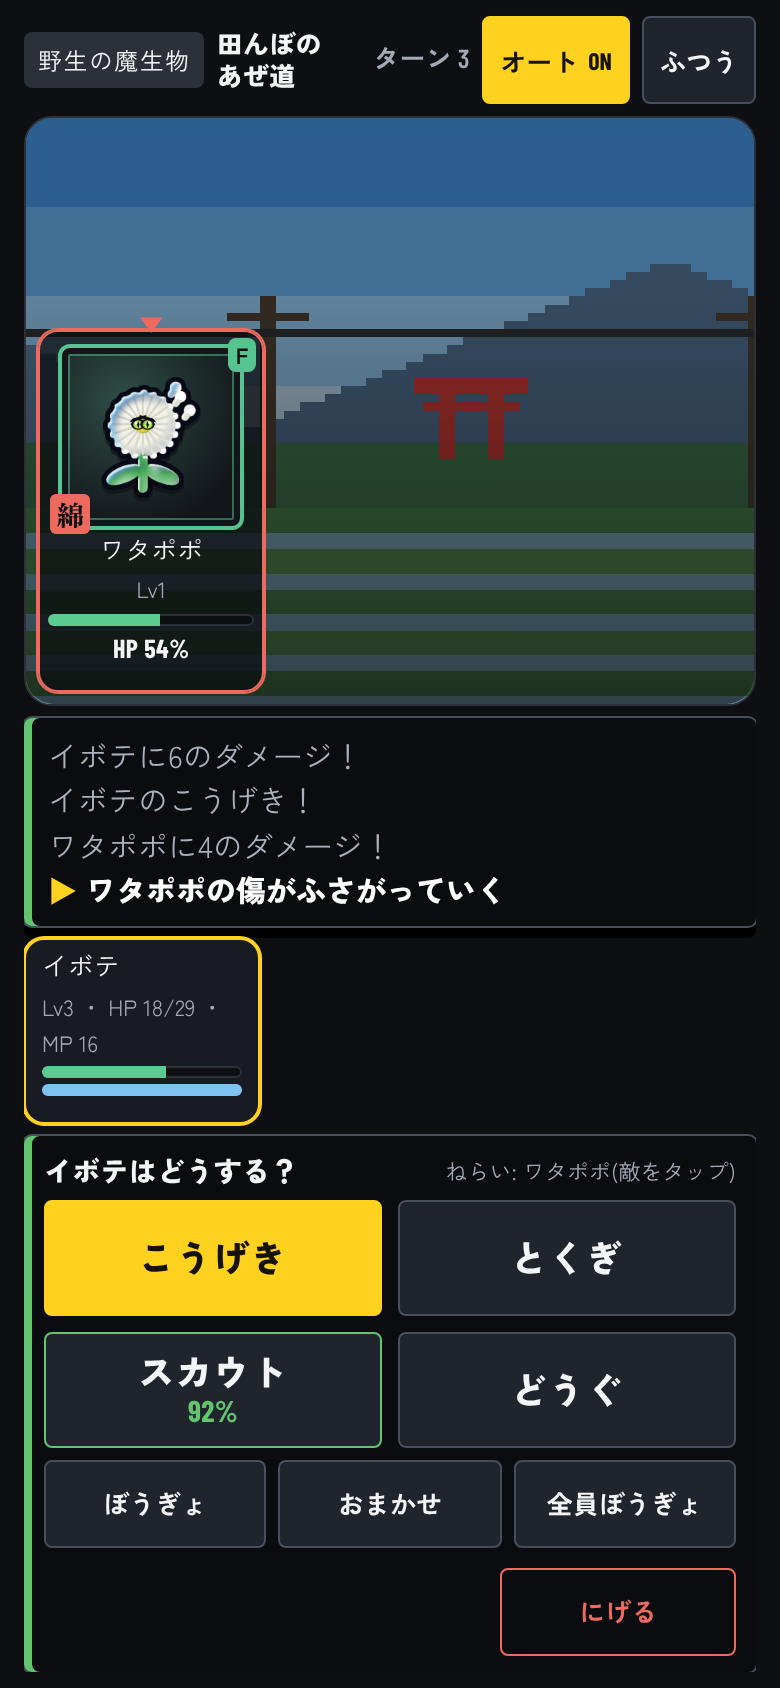 野生の魔生物
田んぼの
あぜ道
ターン 3
オート ON
ふつう
F
綿
ワタポポ
Lv1
HP 54%
イボテに6のダメージ！
イボテのこうげき！
ワタポポに4のダメージ！
▶ ワタポポの傷がふさがっていく
イボテ
Lv3 ・ HP 18/29 ・
MP 16
イボテはどうする？
ねらい: ワタポポ(敵をタップ)
こうげき
とくぎ
スカウト
92%
どうぐ
ぼうぎょ
おまかせ
全員ぼうぎょ
にげる